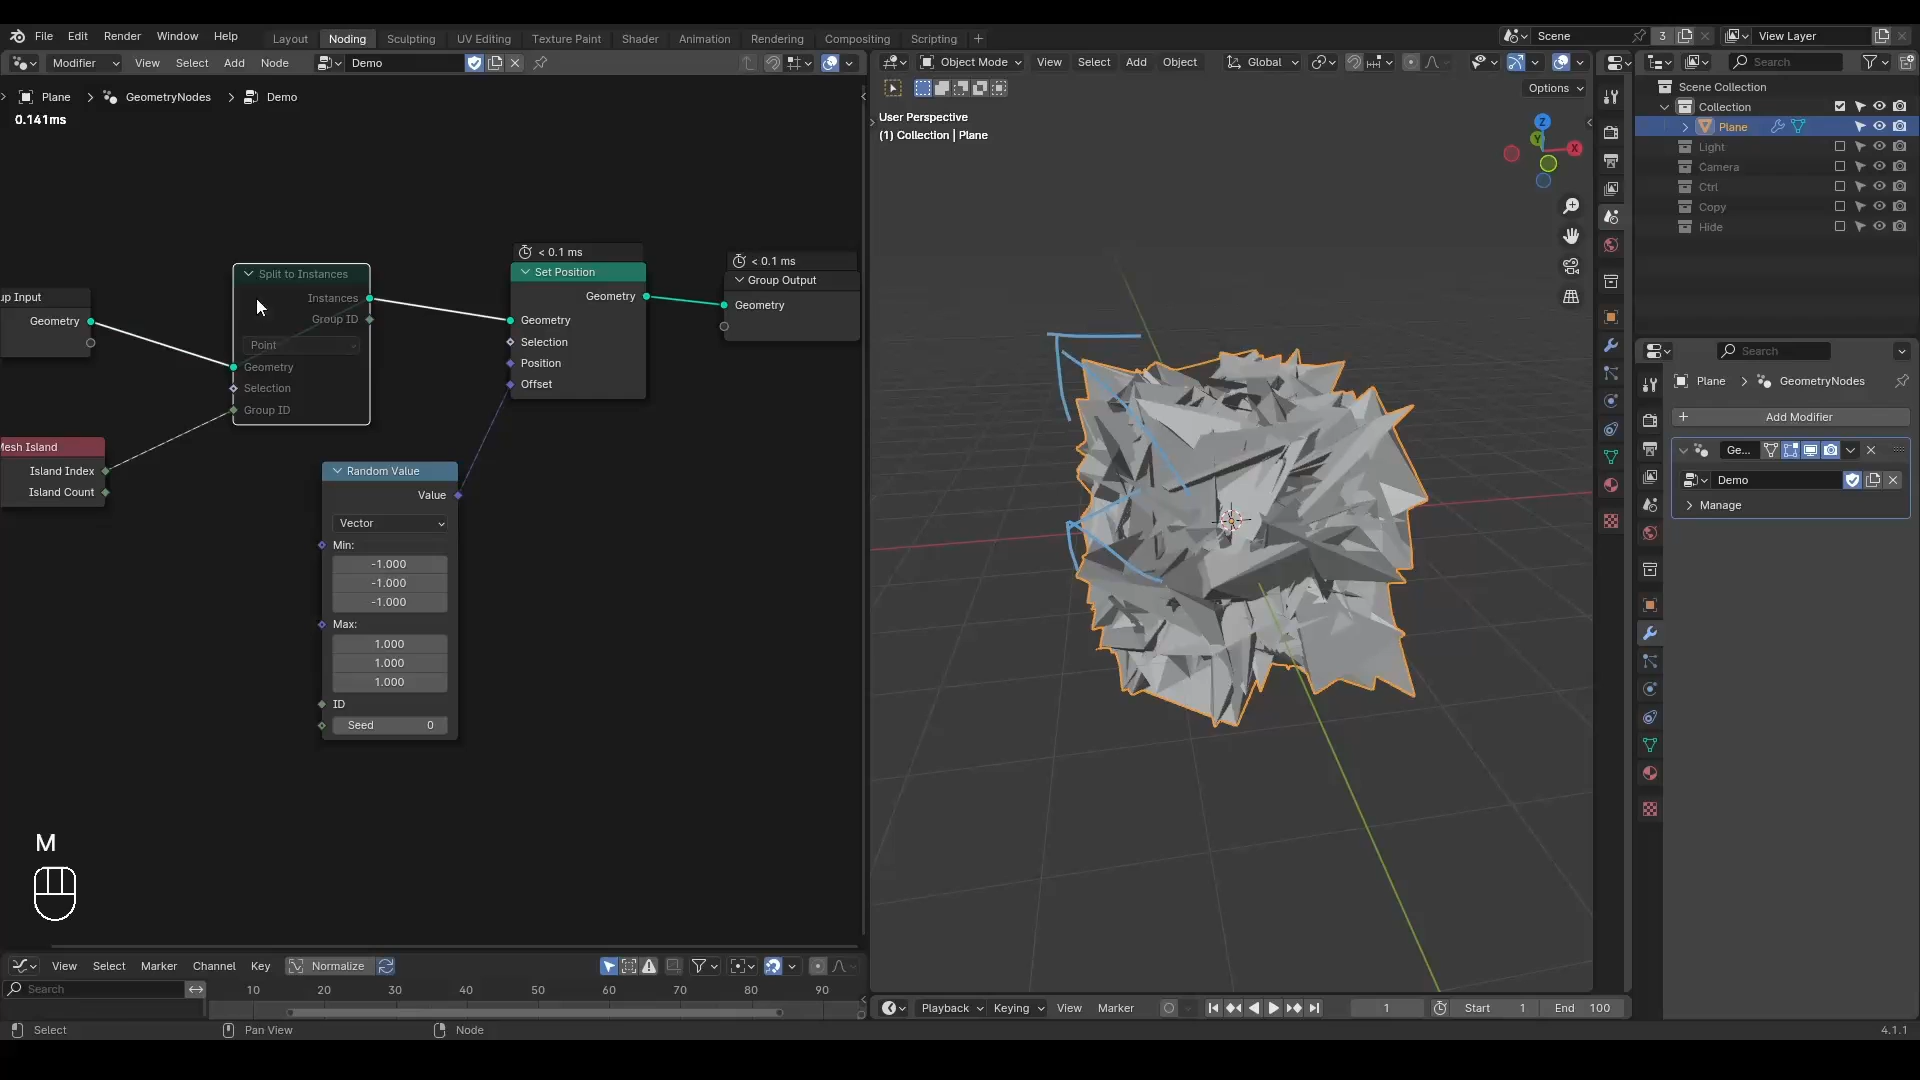 File Edit Render Window Help Layout Noding Sculpting UV Editing Texture Paint Shader Animation Rendering Compositing Scripting + Scene 3 View Layer
Modifier View Select Add Node Demo
Object Mode View Select Add Object Global
Search
Options
Plane > GeometryNodes > Demo
0.141ms
User Perspective
(1) Collection | Plane
Z
Y
X
Scene Collection
Collection
Plane
Light
Camera
Ctrl
Copy
Hide
up Input
Geometry
Split to Instances
Instances
Group ID
Point
Geometry
Selection
Group ID
Mesh Island
Island Index
Island Count
< 0.1 ms
Set Position
Geometry
Geometry
Selection
Position
Offset
< 0.1 ms
Group Output
Geometry
Random Value
Value
Vector
Min:
-1.000
-1.000
-1.000
Max:
1.000
1.000
1.000
ID
Seed 0
M
Search
Plane > GeometryNodes
+ Add Modifier
Ge...
Demo
Manage
View Select Marker Channel Key Normalize
Search
10 20 30 40 50 60 70 80 90
Playback Keying View Marker 1 Start 1 End 100
Select Pan View Node 4.1.1